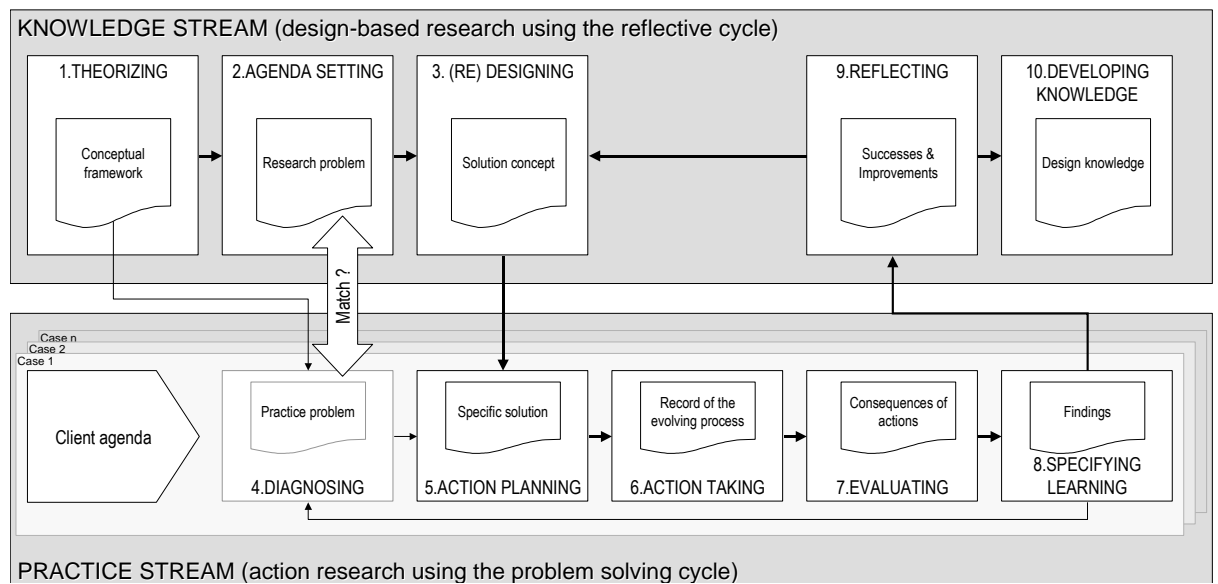 KNOWLEDGE STREAM (design-based research using the reflective cycle)
1.THEORIZING
Conceptual
framework
2.AGENDA SETTING
Research problem
3. (RE) DESIGNING
Solution concept
9.REFLECTING
Successes &
Improvements
10.DEVELOPING
KNOWLEDGE
Design knowledge
Match ?
Case n
Case 2
Case 1
Client agenda
Practice problem
4.DIAGNOSING
Specific solution
5.ACTION PLANNING
Record of the
evolving process
6.ACTION TAKING
Consequences of
actions
7.EVALUATING
Findings
8.SPECIFYING
LEARNING
PRACTICE STREAM (action research using the problem solving cycle)